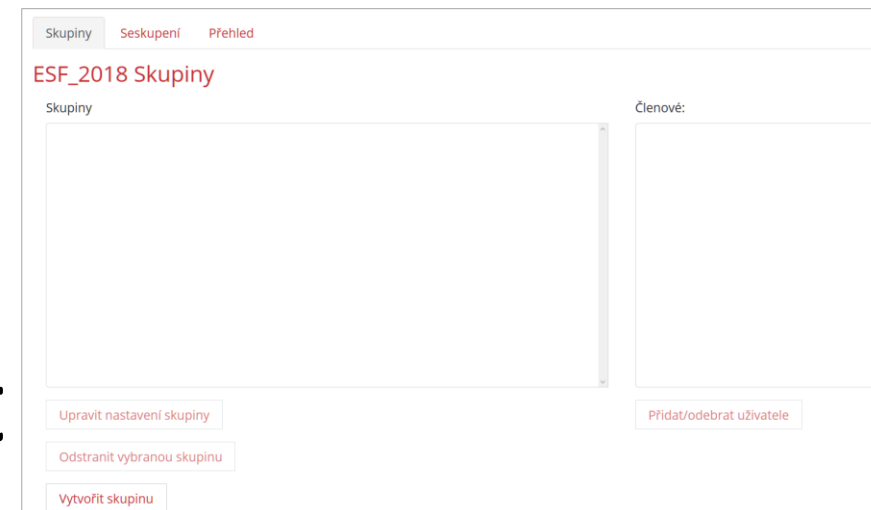 Skupiny Seskupení Přehled
ESF_2018 Skupiny
Skupiny
Členové:
Upravit nastavení skupiny
Přidat/odebrat uživatele
Odstranit vybranou skupinu
Vytvořit skupinu